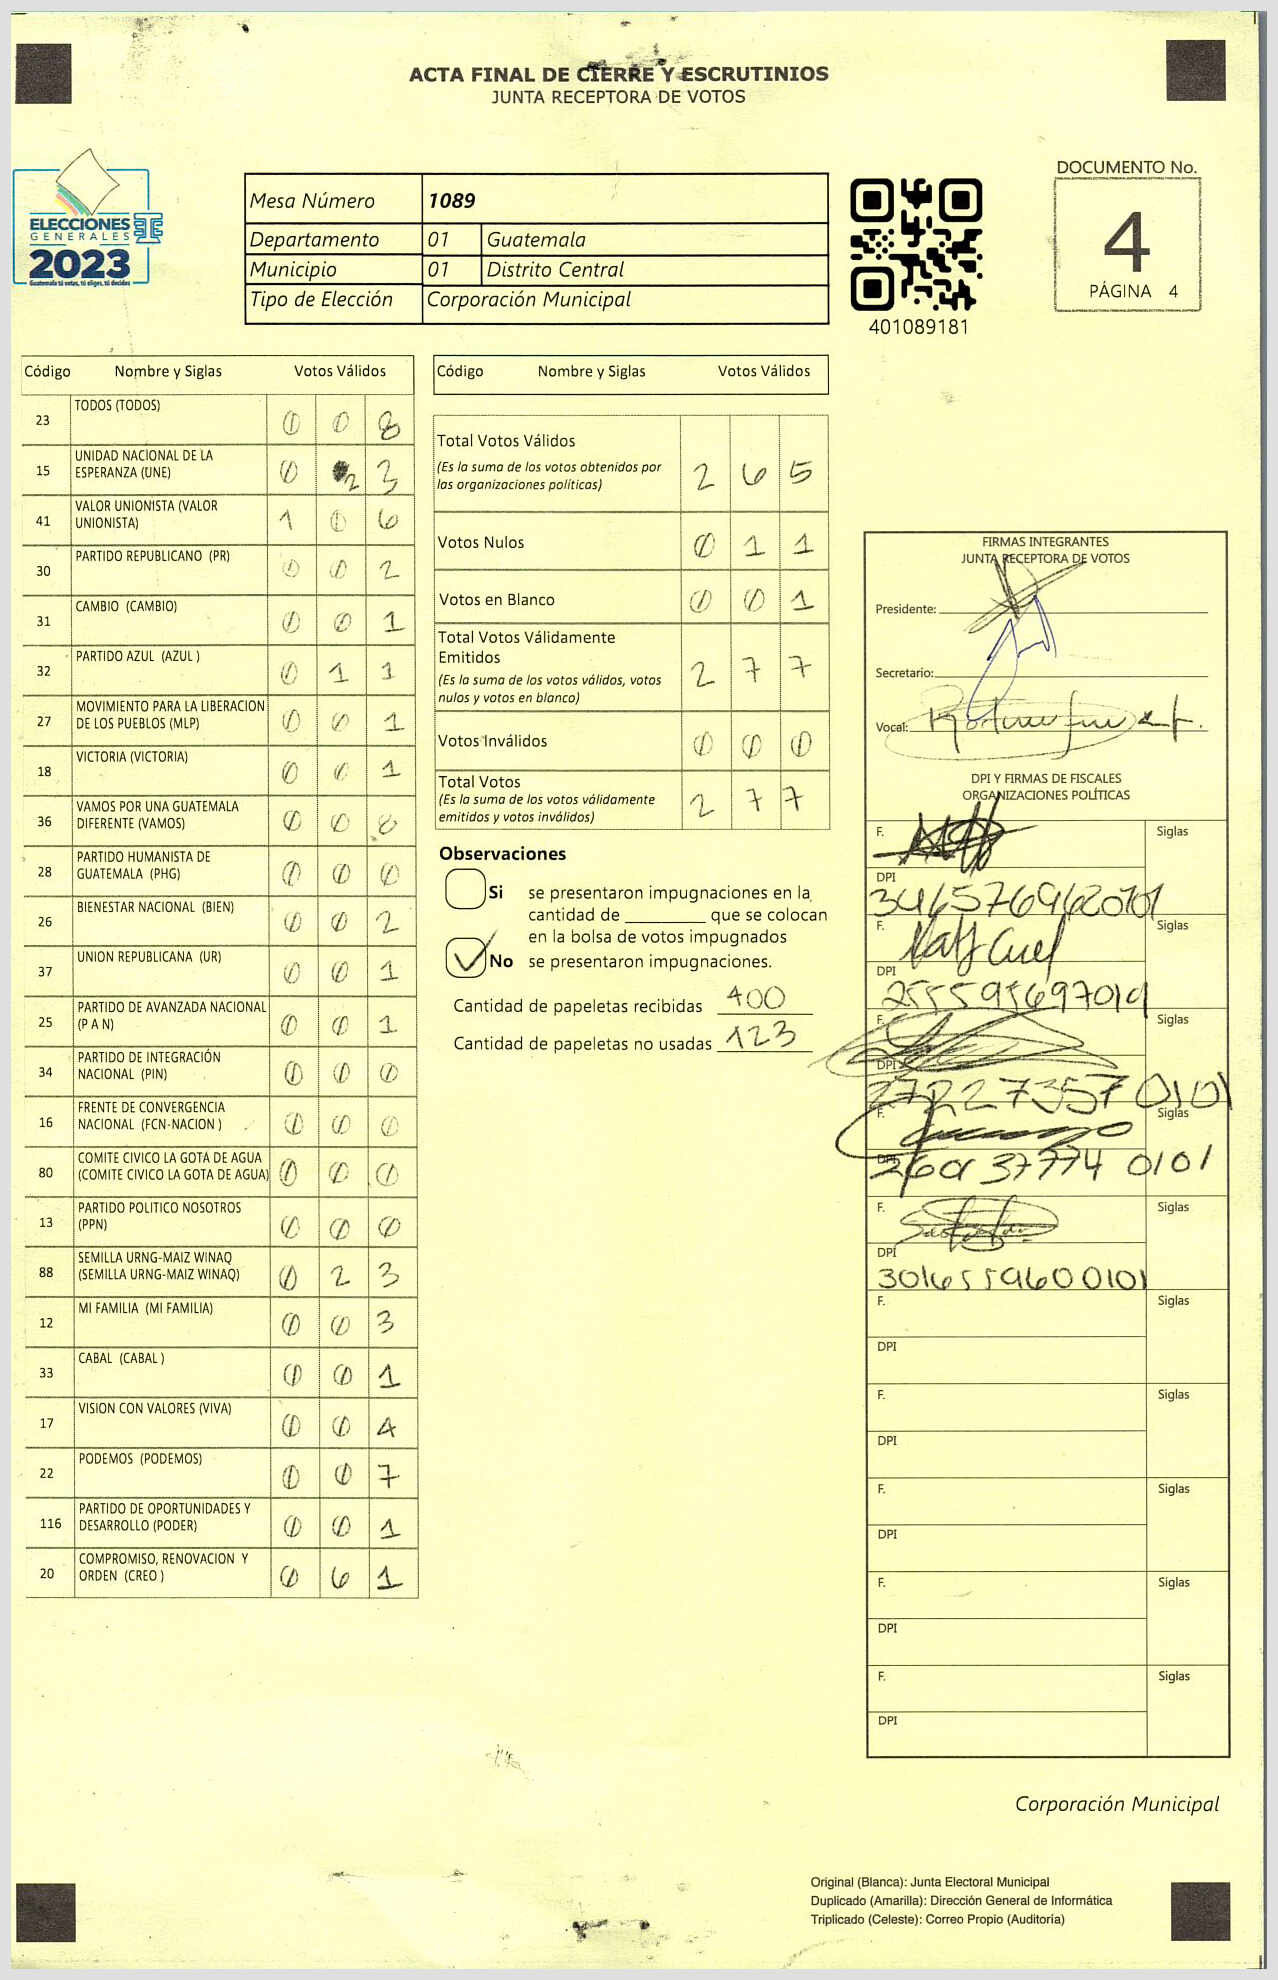 ACTA FINAL DE CIERRE Y ESCRUTINIOS
JUNTA RECEPTORA DE VOTOS
ELECCIONES
GENERALES
2023
Guatemala tú votas, tú eliges, tú decides
Mesa Número 1089
Departamento 01 Guatemala
Municipio 01 Distrito Central
Tipo de Elección Corporación Municipal
401089181
DOCUMENTO No.
4
PÁGINA 4
Código Nombre y Siglas Votos Válidos
23 TODOS (TODOS) 0 0 8
15 UNIDAD NACIONAL DE LA ESPERANZA (UNE) 0 2 3
41 VALOR UNIONISTA (VALOR UNIONISTA) 1 0 6
30 PARTIDO REPUBLICANO (PR) 0 0 2
31 CAMBIO (CAMBIO) 0 0 1
32 PARTIDO AZUL (AZUL ) 0 1 1
27 MOVIMIENTO PARA LA LIBERACION DE LOS PUEBLOS (MLP) 0 0 1
18 VICTORIA (VICTORIA) 0 0 1
36 VAMOS POR UNA GUATEMALA DIFERENTE (VAMOS) 0 0 8
28 PARTIDO HUMANISTA DE GUATEMALA (PHG) 0 0 0
26 BIENESTAR NACIONAL (BIEN) 0 0 2
37 UNION REPUBLICANA (UR) 0 0 1
25 PARTIDO DE AVANZADA NACIONAL (P A N) 0 0 1
34 PARTIDO DE INTEGRACIÓN NACIONAL (PIN) 0 0 0
16 FRENTE DE CONVERGENCIA NACIONAL (FCN-NACION ) 0 0 0
80 COMITE CIVICO LA GOTA DE AGUA (COMITE CIVICO LA GOTA DE AGUA) 0 0 0
13 PARTIDO POLITICO NOSOTROS (PPN) 0 0 0
88 SEMILLA URNG-MAIZ WINAQ (SEMILLA URNG-MAIZ WINAQ) 0 2 3
12 MI FAMILIA (MI FAMILIA) 0 0 3
33 CABAL (CABAL ) 0 0 1
17 VISION CON VALORES (VIVA) 0 0 4
22 PODEMOS (PODEMOS) 0 0 7
116 PARTIDO DE OPORTUNIDADES Y DESARROLLO (PODER) 0 0 1
20 COMPROMISO, RENOVACION Y ORDEN (CREO ) 0 6 1
Código Nombre y Siglas Votos Válidos
Total Votos Válidos 2 6 5
(Es la suma de los votos obtenidos por
las organizaciones políticas)
Votos Nulos 0 1 1
Votos en Blanco 0 0 1
Total Votos Válidamente
Emitidos 2 7 7
(Es la suma de los votos válidos, votos
nulos y votos en blanco)
Votos Inválidos 0 0 0
Total Votos 2 7 7
(Es la suma de los votos válidamente
emitidos y votos inválidos)
Observaciones
Si se presentaron impugnaciones en la
cantidad de ________ que se colocan
en la bolsa de votos impugnados
No se presentaron impugnaciones.
Cantidad de papeletas recibidas 400
Cantidad de papeletas no usadas 123
FIRMAS INTEGRANTES
JUNTA RECEPTORA DE VOTOS
Presidente:
Secretario:
Vocal:
DPI Y FIRMAS DE FISCALES
ORGANIZACIONES POLÍTICAS
F. Siglas
DPI
F. Siglas
DPI
F. Siglas
DPI
27227357 0101
F. Siglas
DPI
F. Siglas
DPI
F. Siglas
DPI
F. Siglas
DPI
F. Siglas
DPI
F. Siglas
DPI
F. Siglas
DPI
Corporación Municipal
Original (Blanca): Junta Electoral Municipal
Duplicado (Amarilla): Dirección General de Informática
Triplicado (Celeste): Correo Propio (Auditoría)